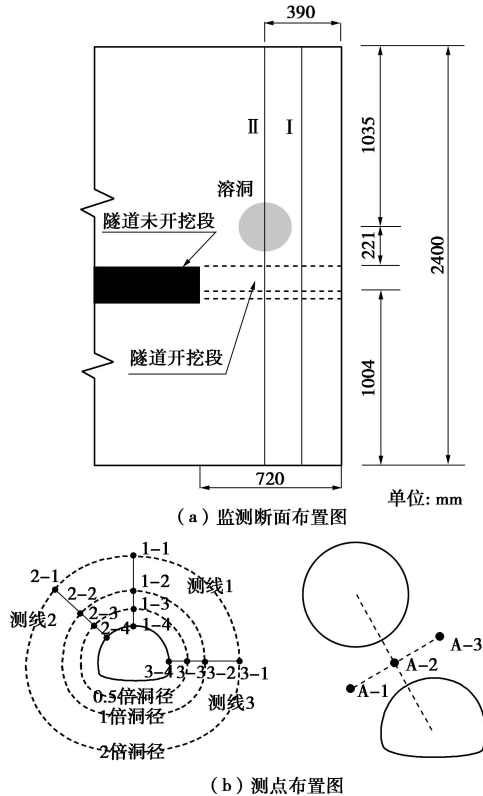 390
Ⅱ
Ⅰ
1035
溶洞
隧道未开挖段
221
2400
隧道开挖段
1004
720
单位: mm
(a) 监测断面布置图
1-1
2-1
1-2
测线1
2-2
1-3
2-3
测线2
1-4
2-4
3-4
3-3
3-2
3-1
0.5倍洞径
测线3
1倍洞径
2倍洞径
A-3
A-2
A-1
(b) 测点布置图